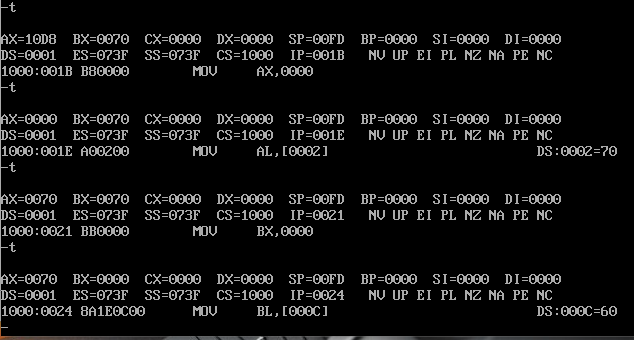 -t
AX=10D8  BX=0070  CX=0000  DX=0000  SP=00FD  BP=0000  SI=0000  DI=0000
DS=0001  ES=073F  SS=073F  CS=1000  IP=001B   NV UP EI PL NZ NA PE NC
1000:001B B80000        MOV     AX,0000
-t
AX=0000  BX=0070  CX=0000  DX=0000  SP=00FD  BP=0000  SI=0000  DI=0000
DS=0001  ES=073F  SS=073F  CS=1000  IP=001E   NV UP EI PL NZ NA PE NC
1000:001E A00200        MOV     AL,[0002]                          DS:0002=70
-t
AX=0070  BX=0070  CX=0000  DX=0000  SP=00FD  BP=0000  SI=0000  DI=0000
DS=0001  ES=073F  SS=073F  CS=1000  IP=0021   NV UP EI PL NZ NA PE NC
1000:0021 BB0000        MOV     BX,0000
-t
AX=0070  BX=0000  CX=0000  DX=0000  SP=00FD  BP=0000  SI=0000  DI=0000
DS=0001  ES=073F  SS=073F  CS=1000  IP=0024   NV UP EI PL NZ NA PE NC
1000:0024 8A1E0C00      MOV     BL,[000C]                          DS:000C=60
-